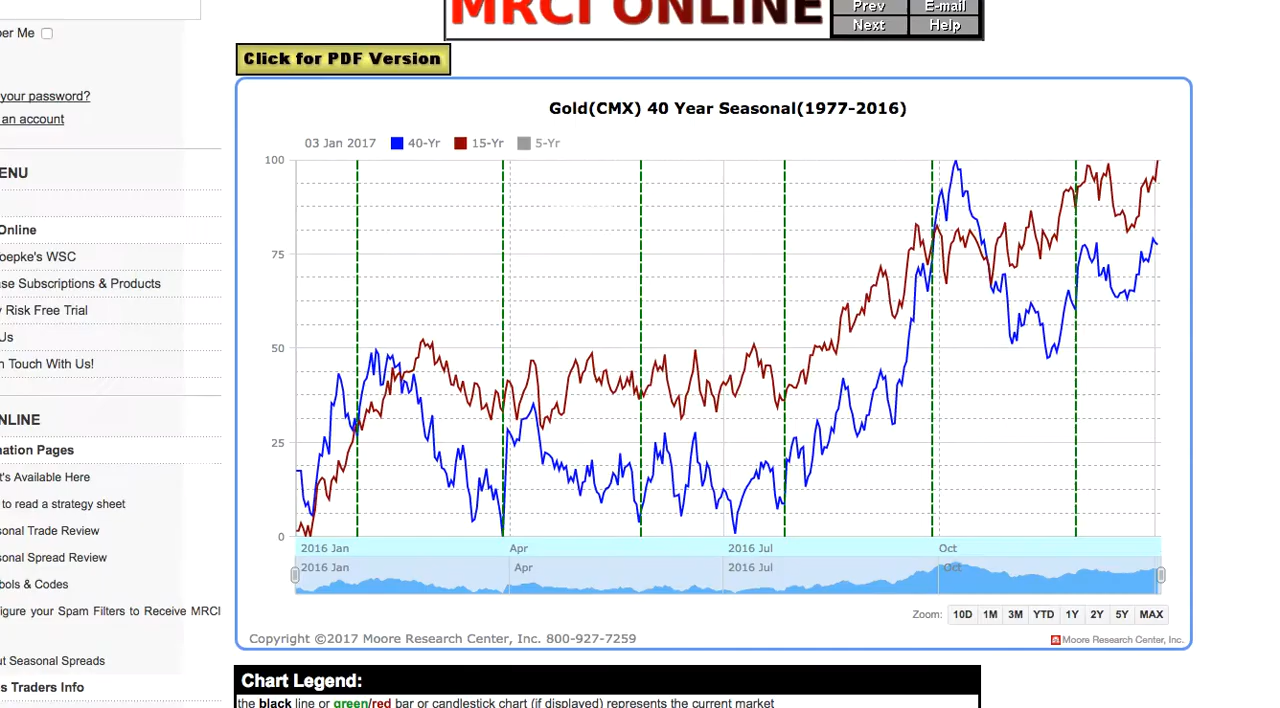 MRCI ONLINE
Prev E-mail
Next Help
er Me
your password?
an account
ENU
Online
oepke's WSC
se Subscriptions & Products
Risk Free Trial
Us
n Touch With Us!
NLINE
nation Pages
t's Available Here
to read a strategy sheet
sonal Trade Review
sonal Spread Review
bols & Codes
igure your Spam Filters to Receive MRCI
ut Seasonal Spreads
s Traders Info
Click for PDF Version
Gold(CMX) 40 Year Seasonal(1977-2016)
03 Jan 2017 40-Yr 15-Yr 5-Yr
100
75
50
25
0
2016 Jan Apr 2016 Jul Oct
2016 Jan Apr 2016 Jul Oct
Zoom: 10D 1M 3M YTD 1Y 2Y 5Y MAX
Copyright ©2017 Moore Research Center, Inc. 800-927-7259
Moore Research Center, Inc.
Chart Legend:
the black line or green/red bar or candlestick chart (if displayed) represents the current market